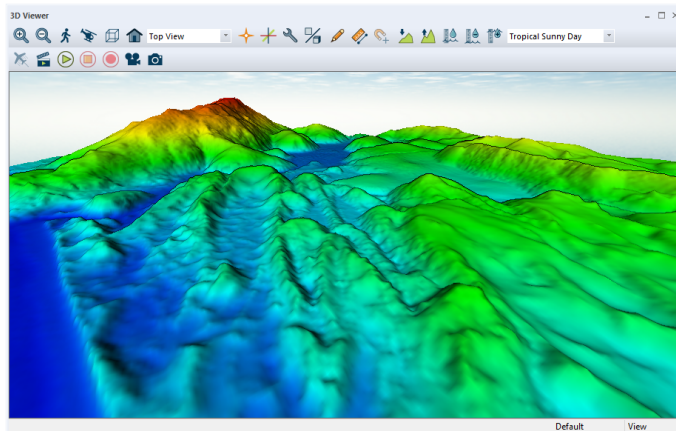 3D Viewer
Top View
Tropical Sunny Day
Default View